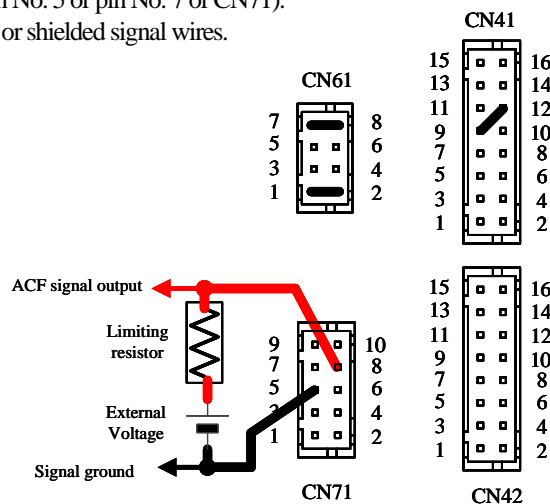 No. 5 or pin No. 7 of CN71).
or shielded signal wires.
CN41
15 16
13 14
11 12
9 10
7 8
5 6
3 4
1 2
CN61
7 8
5 6
3 4
1 2
ACF signal output
Limiting
resistor
External
Voltage
Signal ground
9 10
7 8
5 6
3 4
1 2
CN71
15 16
13 14
11 12
9 10
7 8
5 6
3 4
1 2
CN42